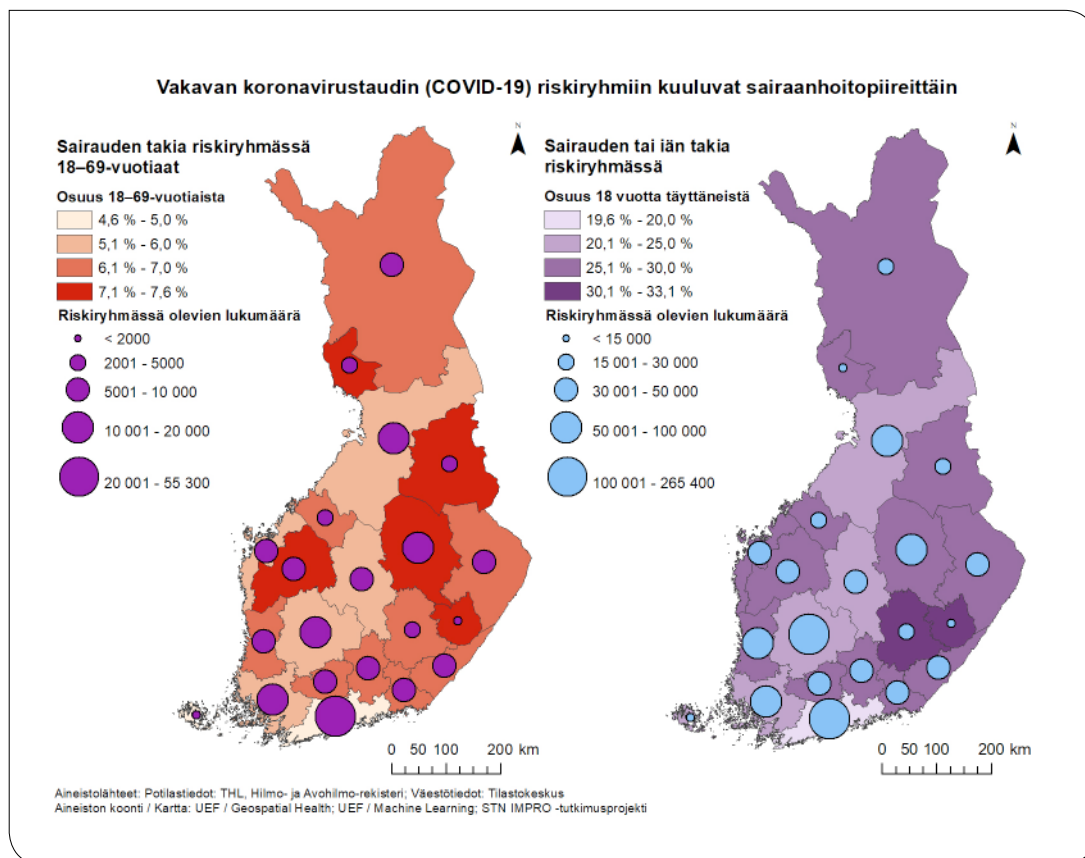 Vakavan koronavirustaudin (COVID-19) riskiryhmiin kuuluvat sairaanhoitopiireittäin
Sairauden takia riskiryhmässä
18–69-vuotiaat
Osuus 18–69-vuotiaista
4,6 % - 5,0 %
5,1 % - 6,0 %
6,1 % - 7,0 %
7,1 % - 7,6 %
Riskiryhmässä olevien lukumäärä
< 2000
2001 - 5000
5001 - 10 000
10 001 - 20 000
20 001 - 55 300
N
0 50 100 200 km
Sairauden tai iän takia
riskiryhmässä
Osuus 18 vuotta täyttäneistä
19,6 % - 20,0 %
20,1 % - 25,0 %
25,1 % - 30,0 %
30,1 % - 33,1 %
Riskiryhmässä olevien lukumäärä
< 15 000
15 001 - 30 000
30 001 - 50 000
50 001 - 100 000
100 001 - 265 400
N
0 50 100 200 km
Aineistolähteet: Potilastiedot: THL, Hilmo- ja Avohilmo-rekisteri; Väestötiedot: Tilastokeskus
Aineiston koonti / Kartta: UEF / Geospatial Health; UEF / Machine Learning; STN IMPRO -tutkimusprojekti